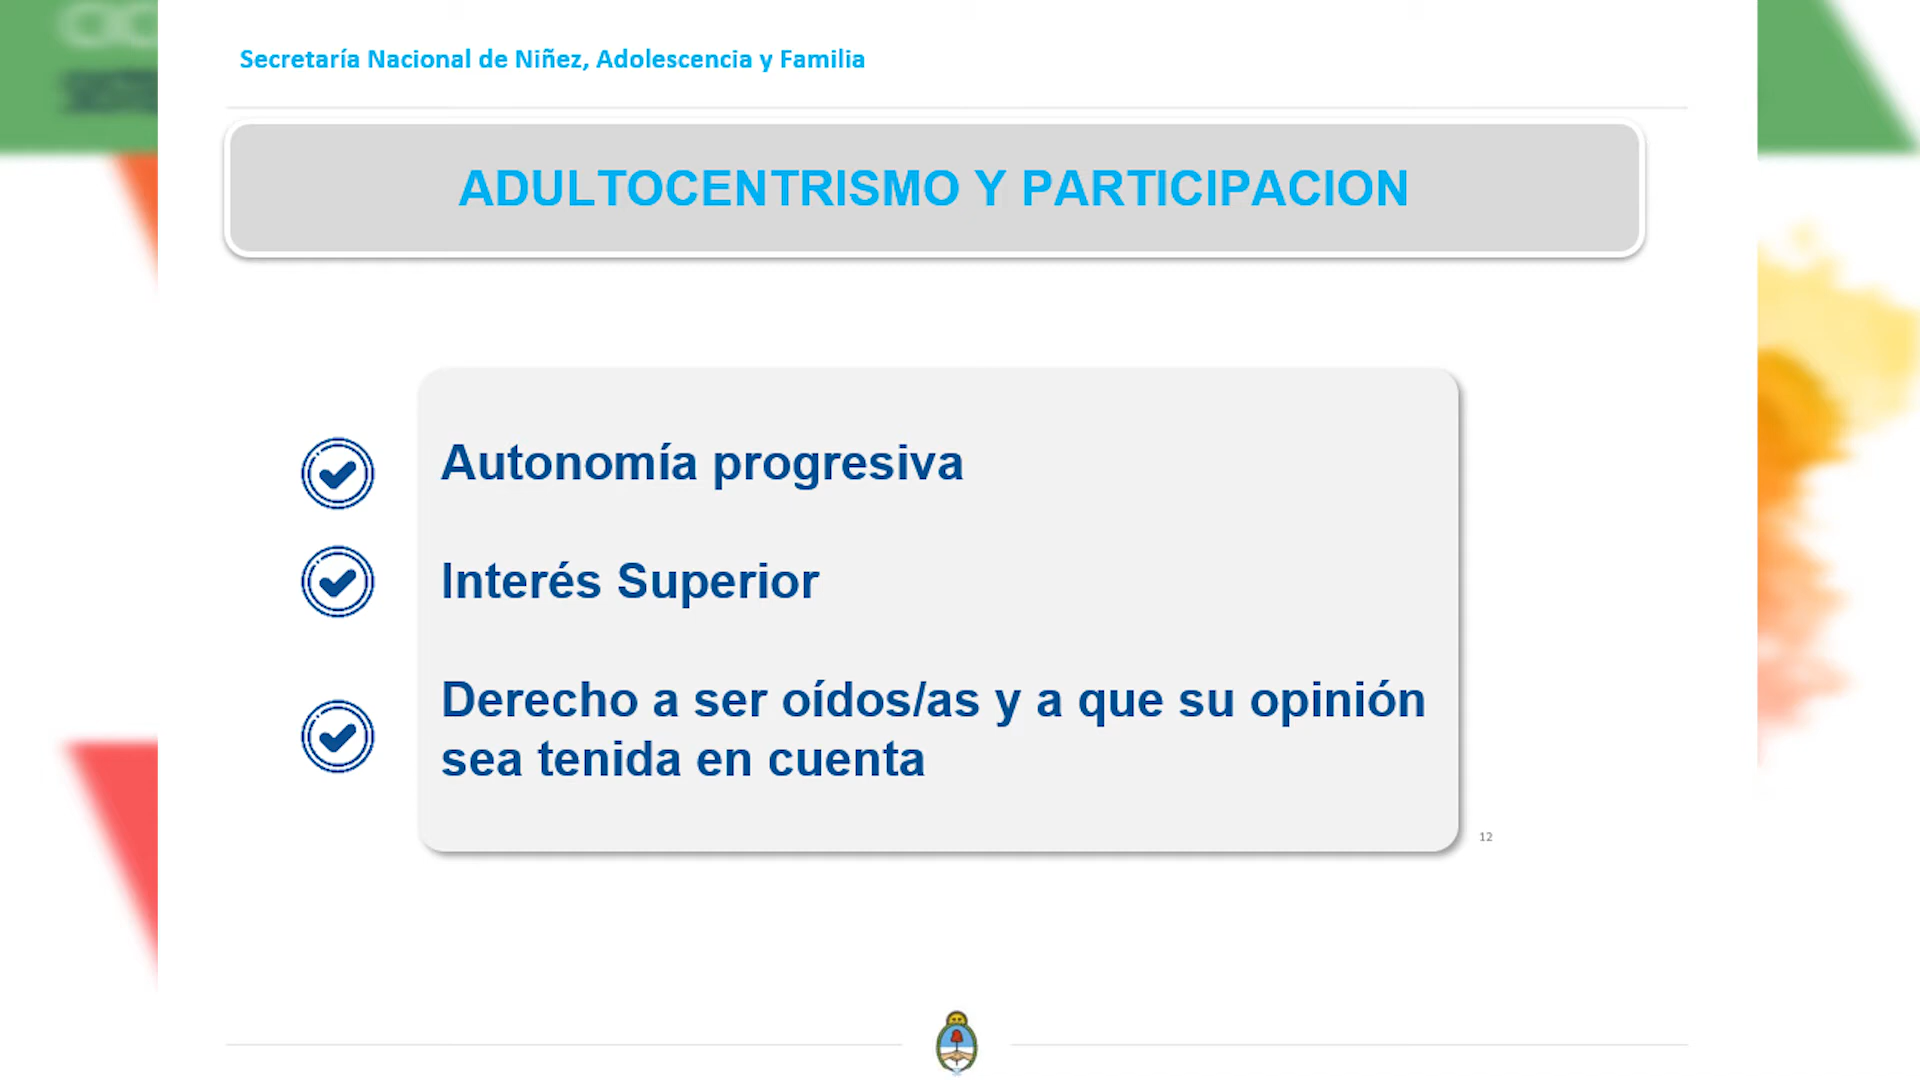 Secretaría Nacional de Niñez, Adolescencia y Familia
ADULTOCENTRISMO Y PARTICIPACION
Autonomía progresiva
Interés Superior
Derecho a ser oídos/as y a que su opinión
sea tenida en cuenta
12